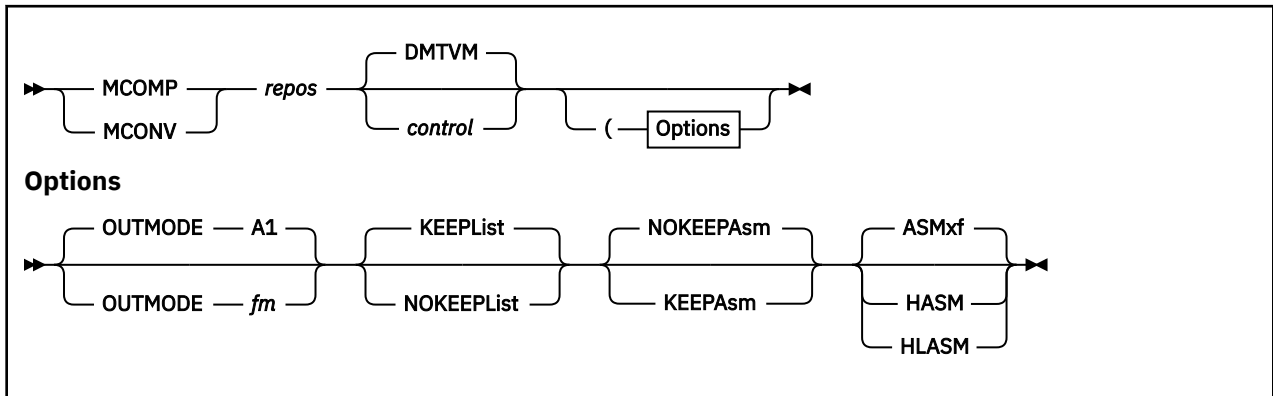 DMTVM
MCOMP repos
MCONV control ( Options
Options
OUTMODE A1 KEEPList NOKEEPAsm ASMxf
OUTMODE fm NOKEEPList KEEPAsm HASM
HLASM